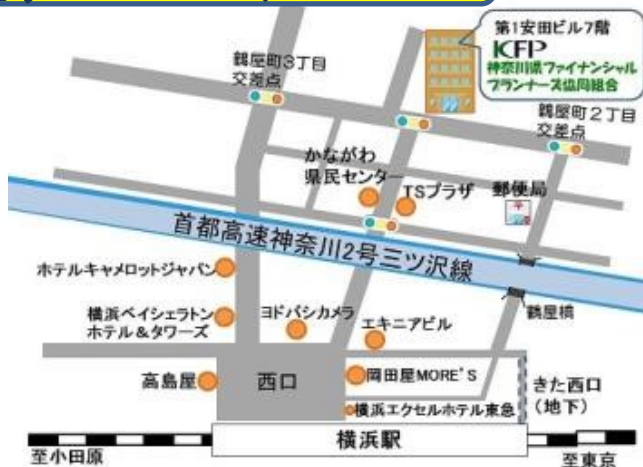 第1安田ビル7階
KFP
神奈川県ファイナンシャル
プランナーズ協同組合
鶴屋町3丁目
交差点
鶴屋町2丁目
交差点
かながわ
県民センター
TSプラザ
郵便局
首都高速神奈川2号三ツ沢線
ホテルキャメロットジャパン
横浜ベイシェラトン
ホテル&タワーズ
ヨドバシカメラ
エキニアビル
鶴屋橋
高島屋
西口
岡田屋MORE'S
横浜エクセルホテル東急
きた西口
(地下)
横浜駅
至小田原
至東京